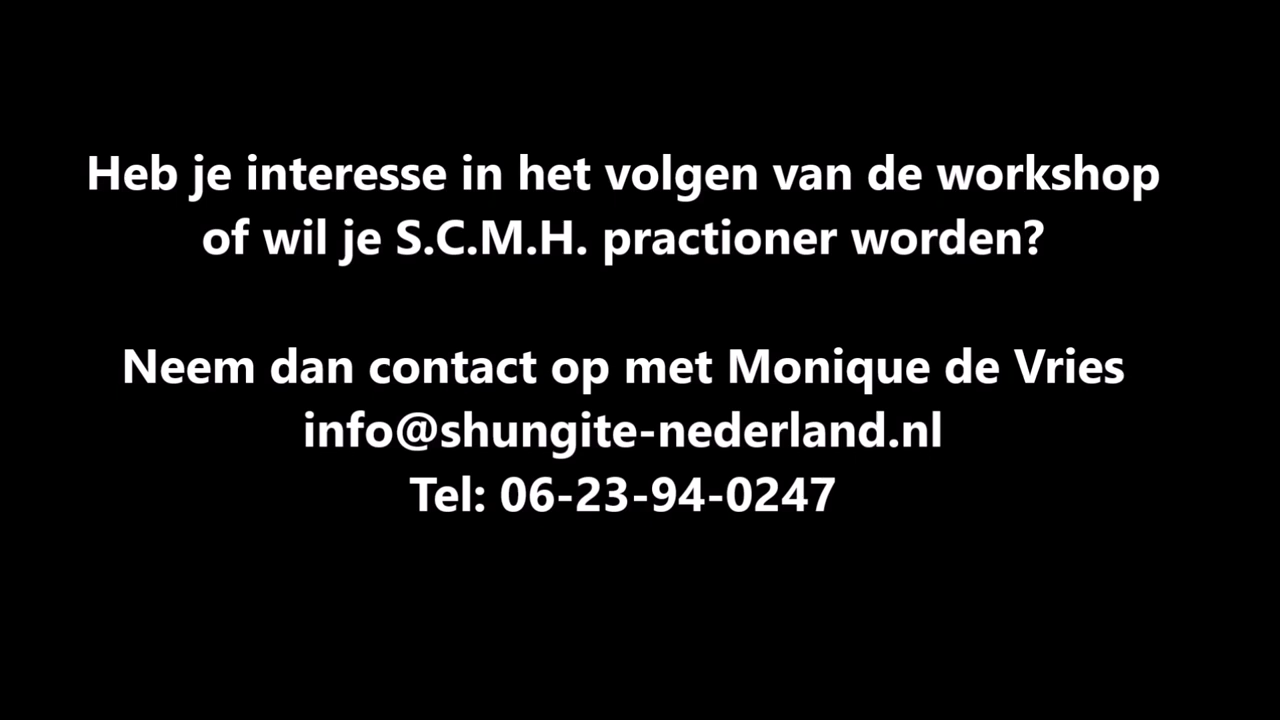 Heb je interesse in het volgen van de workshop
of wil je S.C.M.H. practioner worden?
Neem dan contact op met Monique de Vries
info@shungite-nederland.nl
Tel: 06-23-94-0247